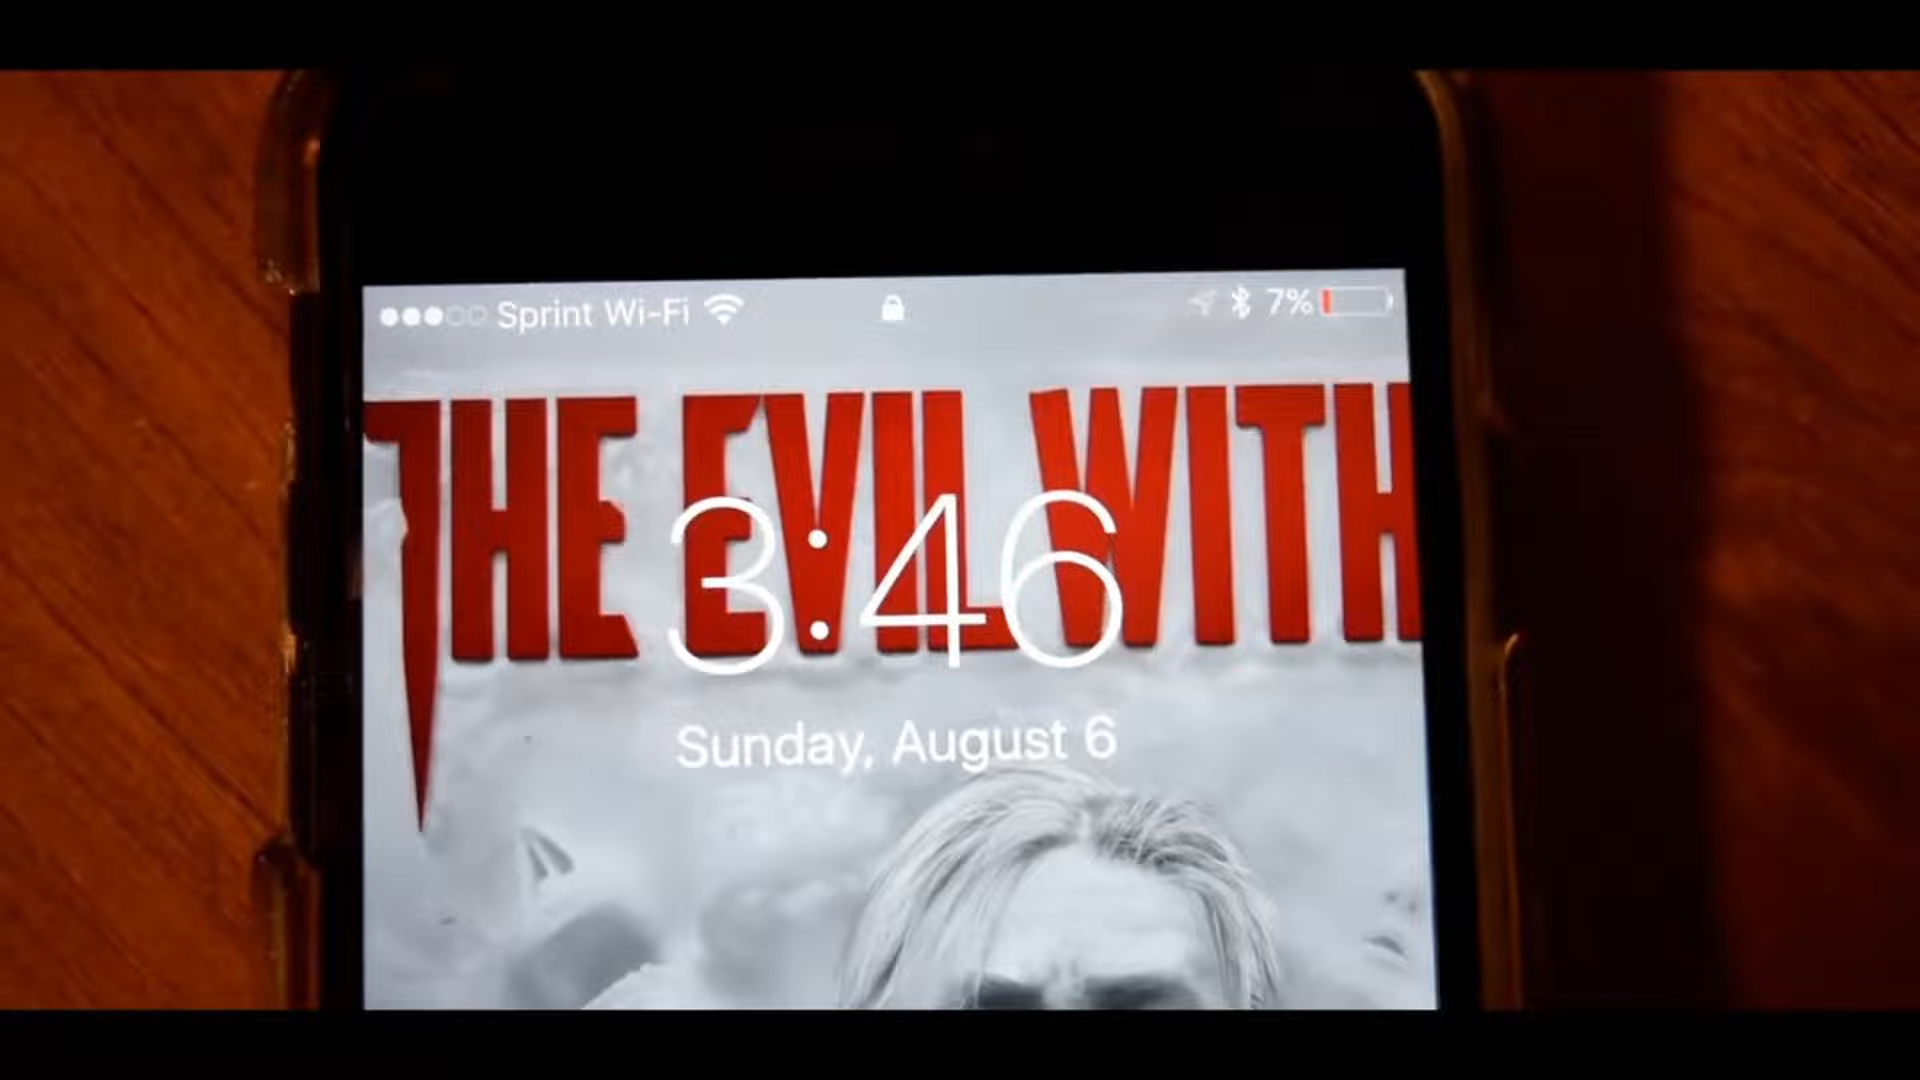 Sprint Wi-Fi 7%
THE EVIL WITH
3:46
Sunday, August 6